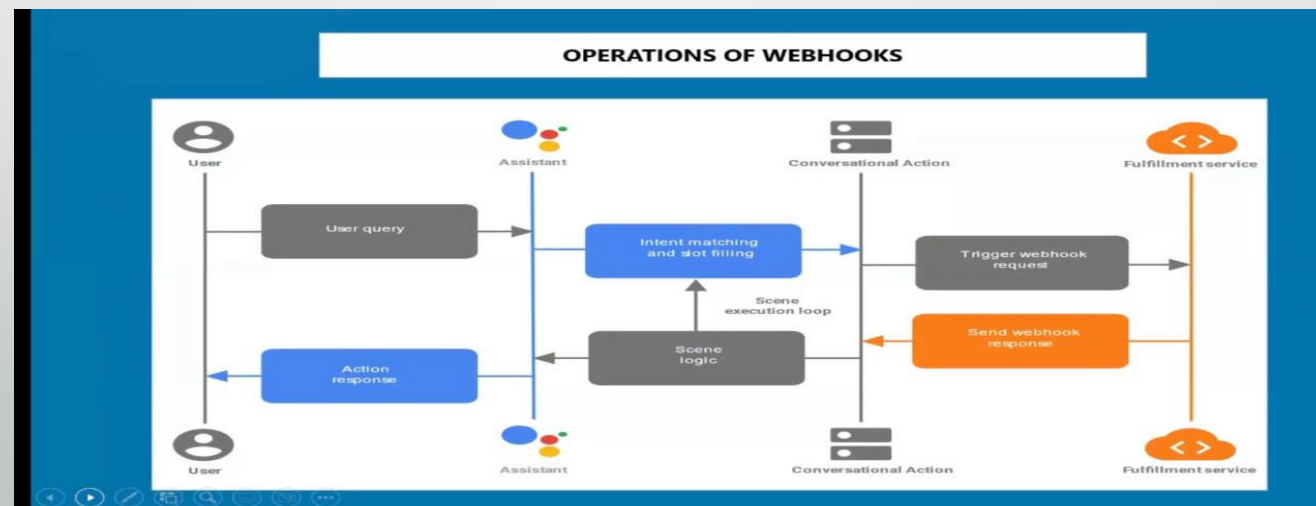 OPERATIONS OF WEBHOOKS
User
Assistant
Conversational Action
Fulfillment service
User query
Intent matching
and slot filling
Trigger webhook
request
Scene
execution loop
Send webhook
response
Scene
logic
Action
response
User
Assistant
Conversational Action
Fulfillment service